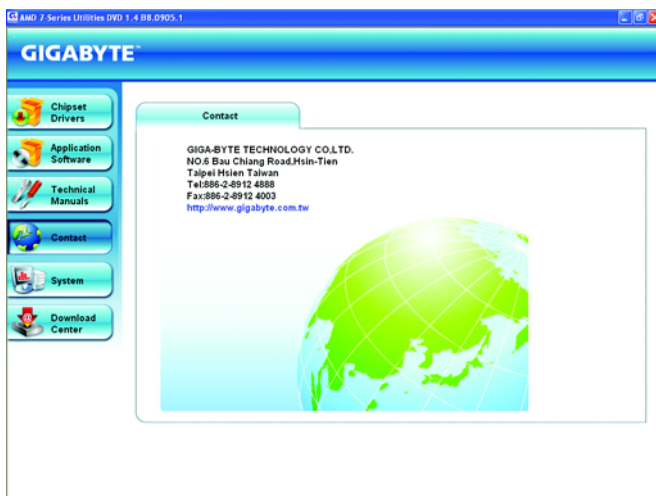 AMD 7-Series Utilities DVD 1.4 B8.0905.1
GIGABYTE™
Chipset
Drivers
Application
Software
Technical
Manuals
Contact
System
Download
Center
Contact
GIGA-BYTE TECHNOLOGY CO,LTD.
NO.6 Bau Chiang Road,Hsin-Tien
Taipei Hsien Taiwan
Tel:886-2-8912 4888
Fax:886-2-8912 4003
http://www.gigabyte.com.tw